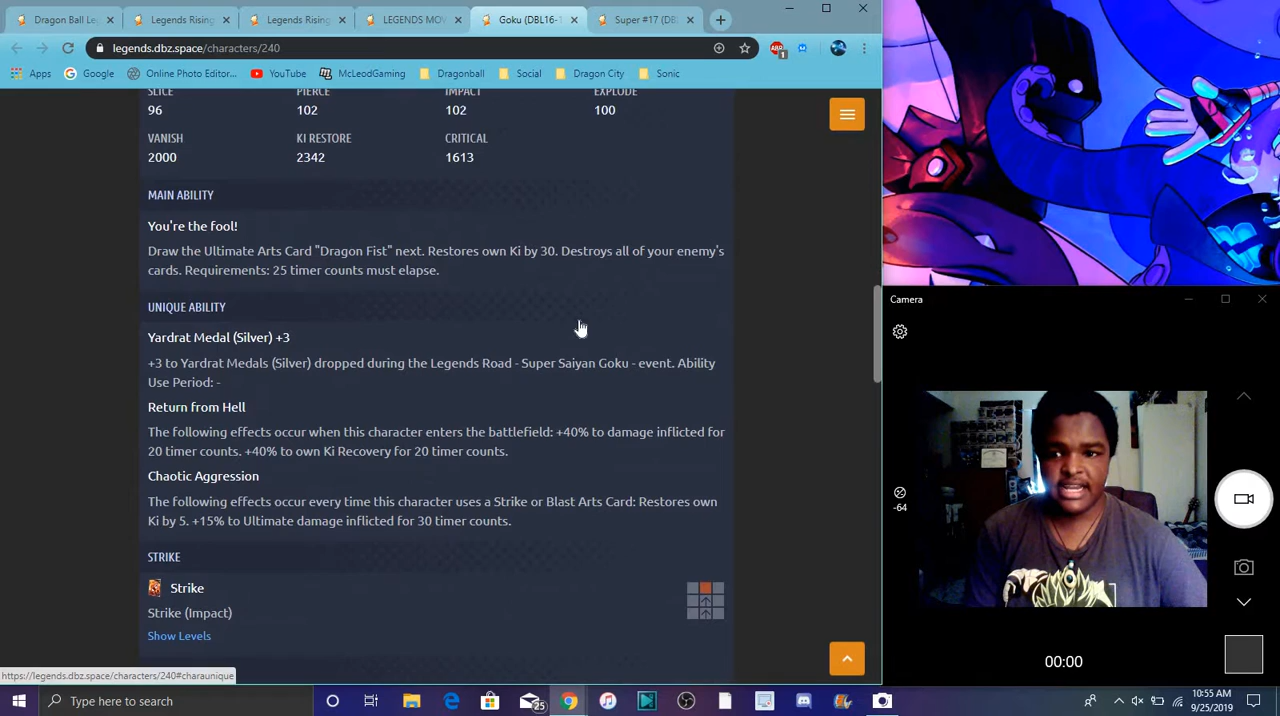 Dragon Ball Leg
Legends Rising
Legends Rising
LEGENDS MOV
Goku (DBL16-1
Super #17 (DBL
legends.dbz.space/characters/240
ABP
1
Apps
Google
Online Photo Editor...
YouTube
McLeodGaming
Dragonball
Social
Dragon City
Sonic
SLICE PIERCE IMPACT EXPLODE
96 102 102 100
VANISH KI RESTORE CRITICAL
2000 2342 1613
MAIN ABILITY
You're the fool!
Draw the Ultimate Arts Card "Dragon Fist" next. Restores own Ki by 30. Destroys all of your enemy's
cards. Requirements: 25 timer counts must elapse.
UNIQUE ABILITY
Yardrat Medal (Silver) +3
+3 to Yardrat Medals (Silver) dropped during the Legends Road - Super Saiyan Goku - event. Ability
Use Period: -
Return from Hell
The following effects occur when this character enters the battlefield: +40% to damage inflicted for
20 timer counts. +40% to own Ki Recovery for 20 timer counts.
Chaotic Aggression
The following effects occur every time this character uses a Strike or Blast Arts Card: Restores own
Ki by 5. +15% to Ultimate damage inflicted for 30 timer counts.
STRIKE
Strike
Strike (Impact)
Show Levels
https://legends.dbz.space/characters/240#charaunique
Camera
-64
00:00
Type here to search
25
10:55 AM
9/25/2019